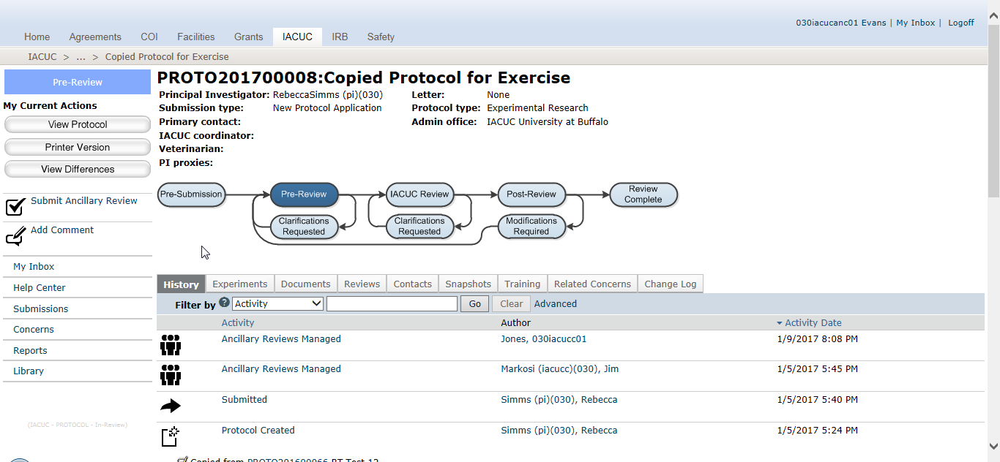 030iacucanc01 Evans | My Inbox | Logoff
Home Agreements COI Facilities Grants IACUC IRB Safety
IACUC > ... > Copied Protocol for Exercise
Pre-Review
My Current Actions
View Protocol
Printer Version
View Differences
Submit Ancillary Review
Add Comment
My Inbox
Help Center
Submissions
Concerns
Reports
Library
(IACUC - PROTOCOL - In-Review)
PROTO201700008:Copied Protocol for Exercise
Principal Investigator: RebeccaSimms (pi)(030) Letter: None
Submission type: New Protocol Application Protocol type: Experimental Research
Primary contact: Admin office: IACUC University at Buffalo
IACUC coordinator:
Veterinarian:
PI proxies:
Pre-Submission Pre-Review IACUC Review Post-Review Review Complete
Clarifications Requested Clarifications Requested Modifications Required
History Experiments Documents Reviews Contacts Snapshots Training Related Concerns Change Log
Filter by ? Activity Go Clear Advanced
Activity Author Activity Date
Ancillary Reviews Managed Jones, 030iacucc01 1/9/2017 8:08 PM
Ancillary Reviews Managed Markosi (iacucc)(030), Jim 1/5/2017 5:45 PM
Submitted Simms (pi)(030), Rebecca 1/5/2017 5:40 PM
Protocol Created Simms (pi)(030), Rebecca 1/5/2017 5:24 PM
Copied from PROTO201600066 RT Test 12